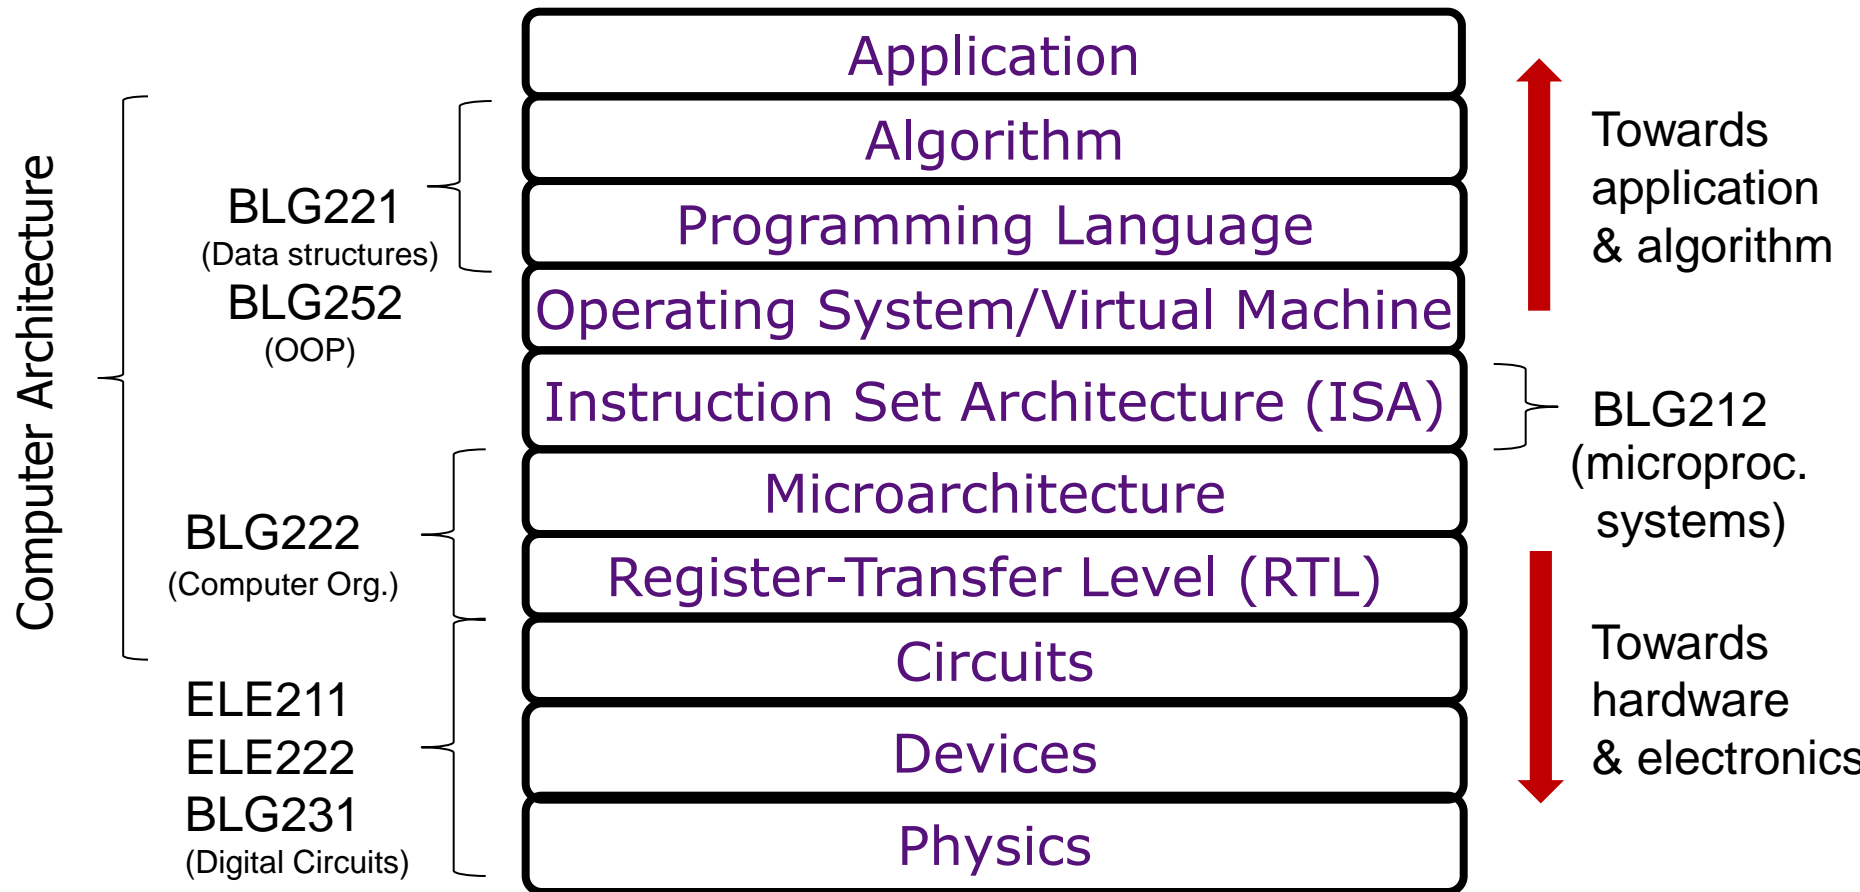 Application
Algorithm
Programming Language
Operating System/Virtual Machine
Instruction Set Architecture (ISA)
Microarchitecture
Register-Transfer Level (RTL)
Circuits
Devices
Physics
Computer Architecture
BLG221
(Data structures)
BLG252
(OOP)
BLG222
(Computer Org.)
ELE211
ELE222
BLG231
(Digital Circuits)
Towards
application
& algorithm
BLG212
(microproc.
systems)
Towards
hardware
& electronics